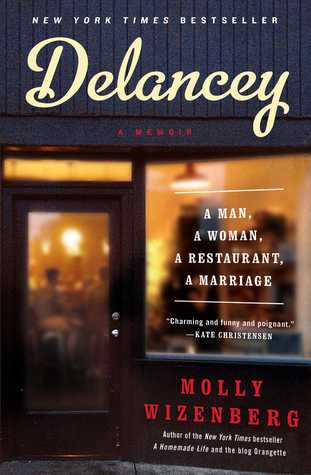 NEW YORK TIMES BESTSELLER
Delancey
A MEMOIR
A MAN,
A WOMAN,
A RESTAURANT,
A MARRIAGE
"Charming and funny and poignant."
—KATE CHRISTENSEN
MOLLY
WIZENBERG
Author of the New York Times bestseller
A Homemade Life and the blog Orangette